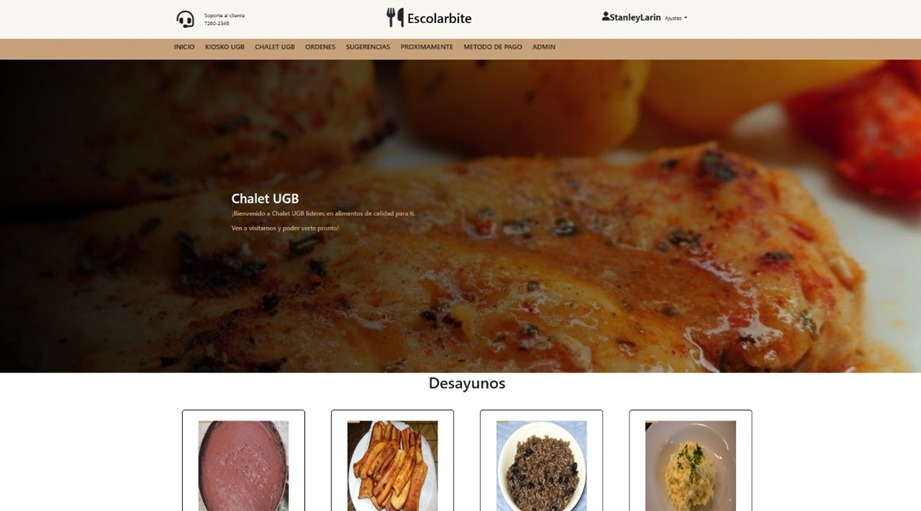 Soporte al cliente
7260-2346
Escolarbite
StanleyLarin Ajustes
INICIO KIOSKO UGB CHALET UGB ORDENES SUGERENCIAS PROXIMAMENTE METODO DE PAGO ADMIN
Chalet UGB
¡Bienvenido a Chalet UGB lideres en alimentos de calidad para ti.
Ven a visitarnos y poder verte pronto!
Desayunos